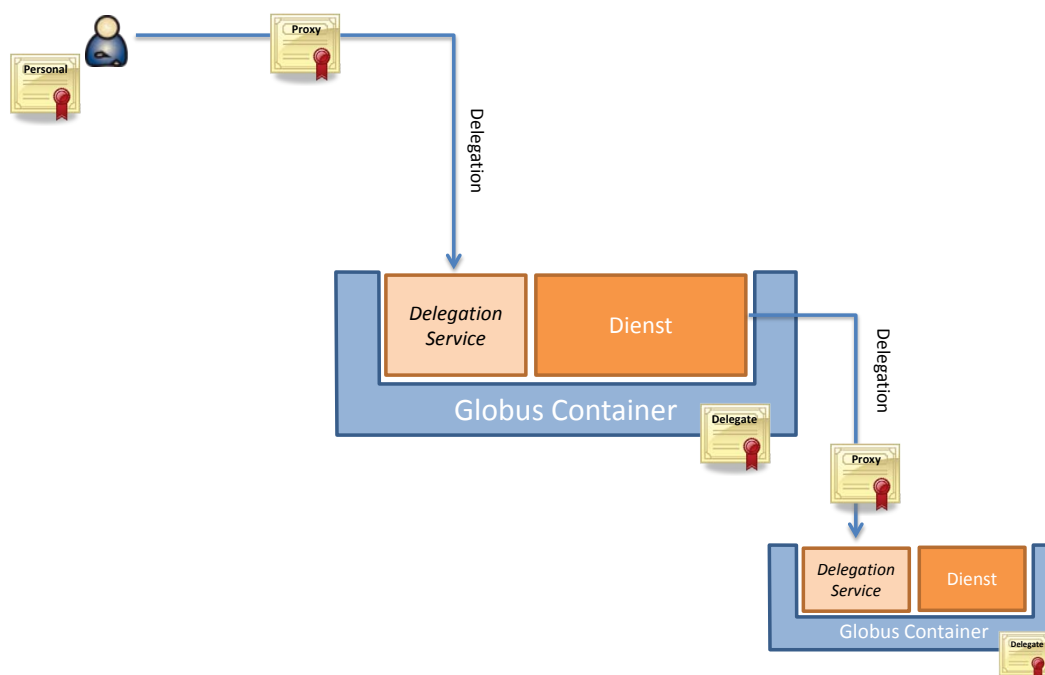 Proxy
Personal
Delegation
Delegation
Service
Dienst
Delegation
Globus Container
Delegate
Proxy
Delegation
Service
Dienst
Globus Container
Delegate